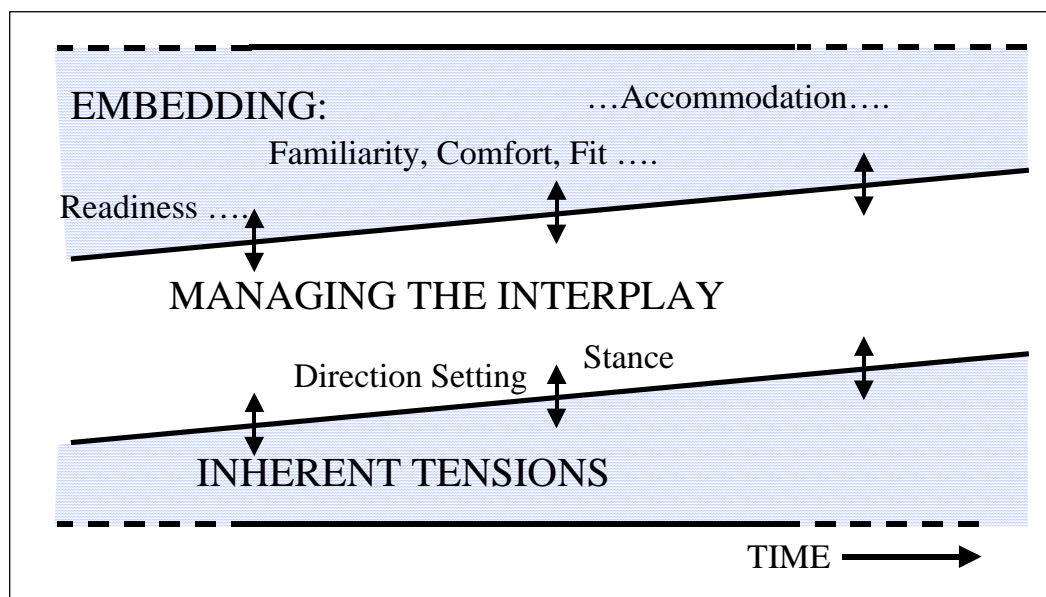 EMBEDDING:
…Accommodation….
Familiarity, Comfort, Fit ….
Readiness ….
MANAGING THE INTERPLAY
Stance
Direction Setting
INHERENT TENSIONS
TIME